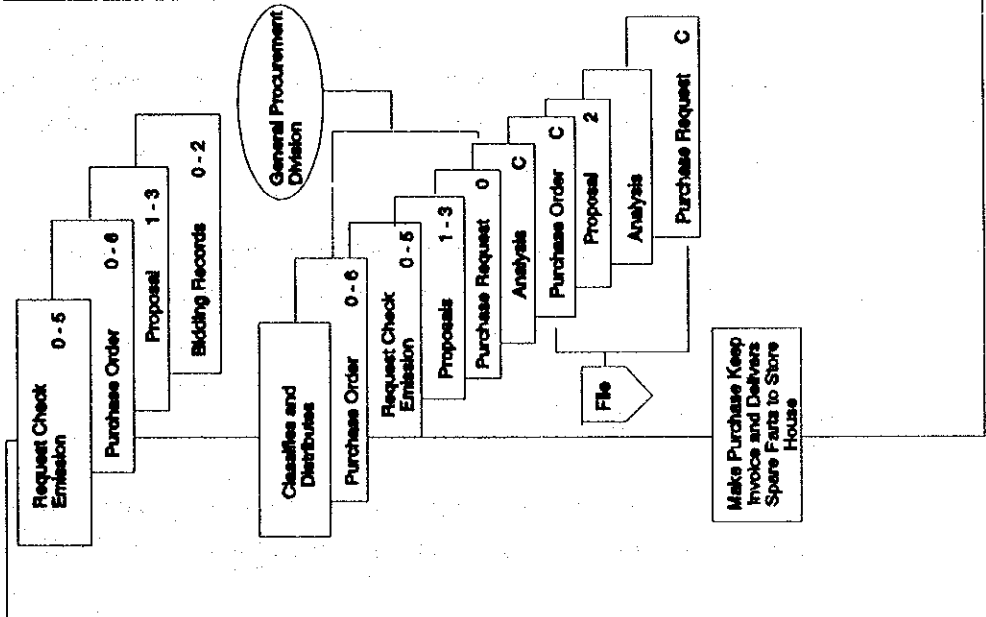 Request Check
Emission 0 - 5
Purchase Order 0 - 6
Proposal 1 - 3
Bidding Records 0 - 2
General Procurement
Division
Classifies and
Distributes
Purchase Order 0 - 6
Request Check
Emission 0 - 5
Proposals 1 - 3
Purchase Request 0
Analysis C
Purchase Order C
Proposal 2
Analysis
Purchase Request C
File
Make Purchase Keep
Invoice and Delivers
Spare Farts to Store
House